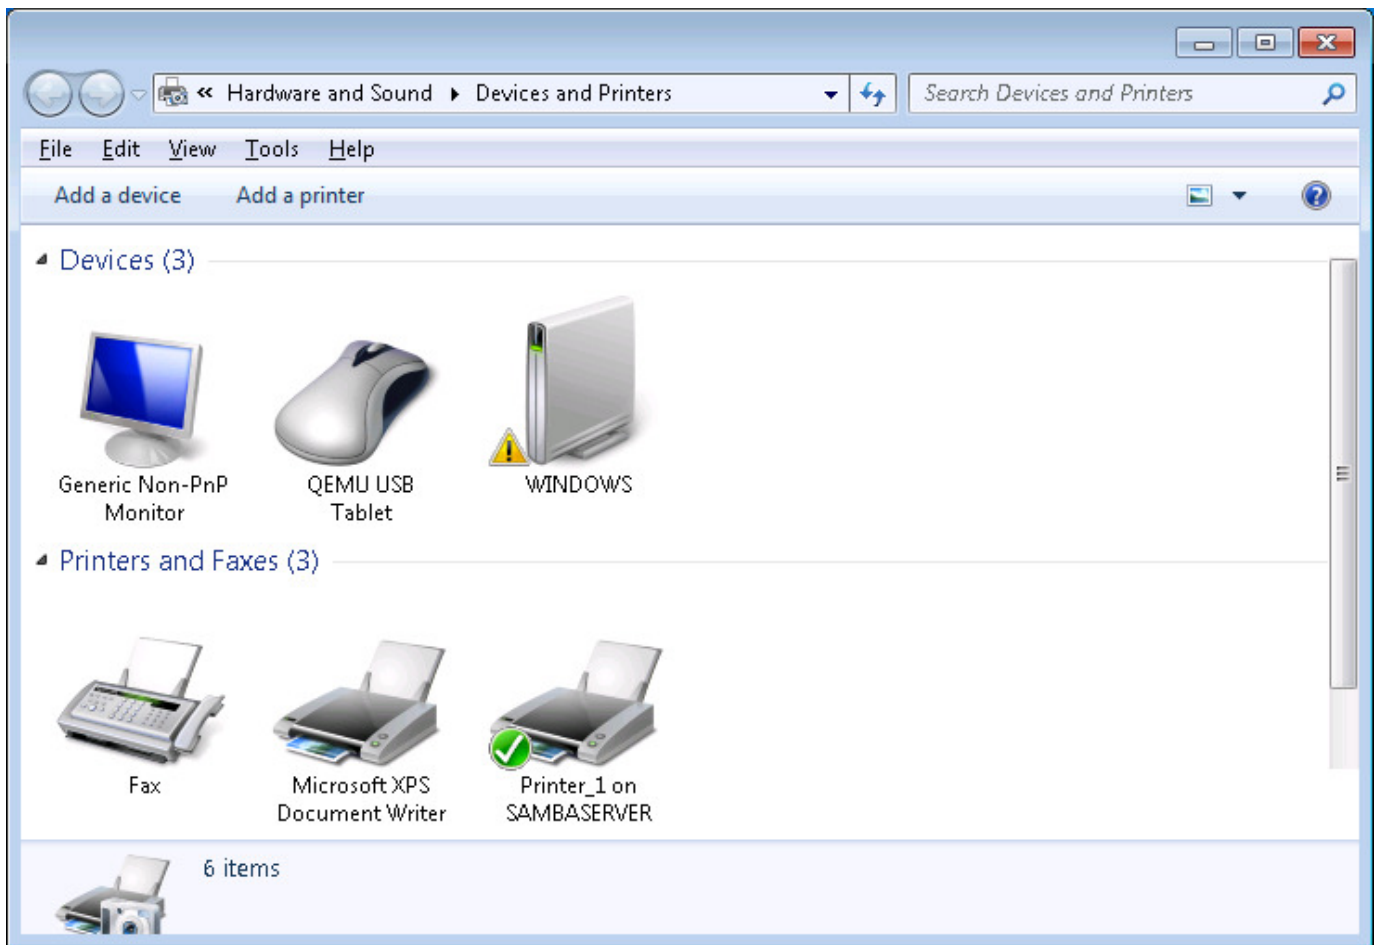 « Hardware and Sound ▸ Devices and Printers
Search Devices and Printers
File Edit View Tools Help
Add a device Add a printer
Devices (3)
Generic Non-PnP
Monitor
QEMU USB
Tablet
WINDOWS
Printers and Faxes (3)
Fax
Microsoft XPS
Document Writer
Printer_1 on
SAMBASERVER
6 items